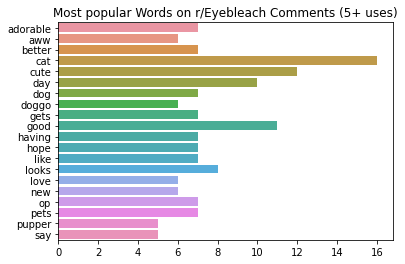 Most popular Words on r/Eyebleach Comments (5+ uses)
adorable
aww
better
cat
cute
day
dog
doggo
gets
good
having
hope
like
looks
love
new
op
pets
pupper
say
0 2 4 6 8 10 12 14 16